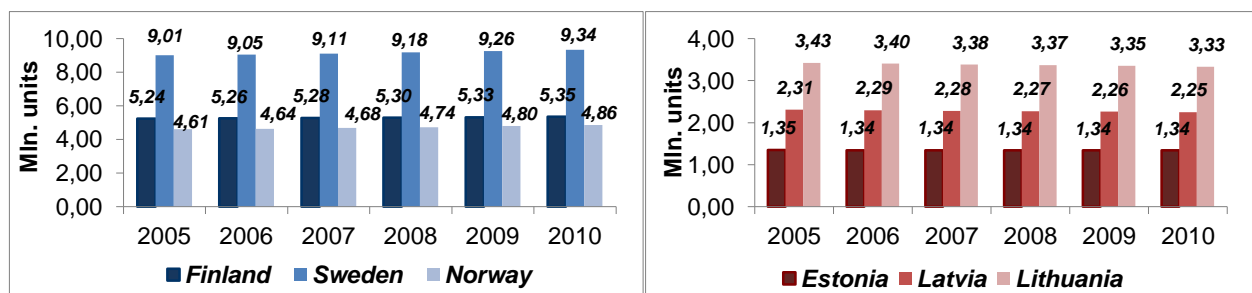 Mln. units
10,00
8,00
6,00
4,00
2,00
0,00
9,01 9,05 9,11 9,18 9,26 9,34
5,24 5,26 5,28 5,30 5,33 5,35
4,61 4,64 4,68 4,74 4,80 4,86
2005 2006 2007 2008 2009 2010
Finland Sweden Norway
Mln. units
4,00
3,00
2,00
1,00
0,00
3,43 3,40 3,38 3,37 3,35 3,33
2,31 2,29 2,28 2,27 2,26 2,25
1,35 1,34 1,34 1,34 1,34 1,34
2005 2006 2007 2008 2009 2010
Estonia Latvia Lithuania